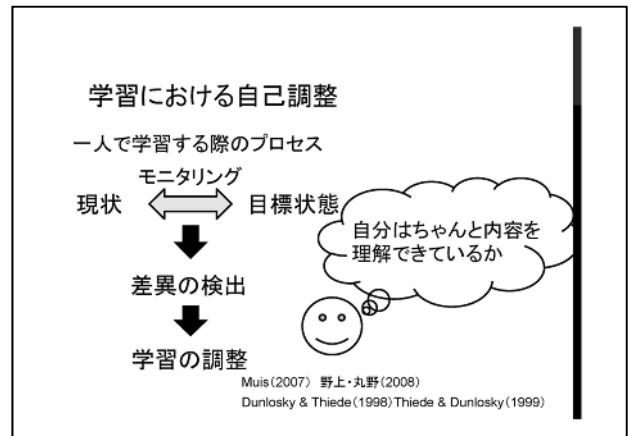 学習における自己調整
一人で学習する際のプロセス
モニタリング
現状 目標状態
自分はちゃんと内容を
理解できているか
差異の検出
学習の調整
Muis(2007) 野上・丸野(2008)
Dunlosky & Thiede(1998)Thiede & Dunlosky(1999)